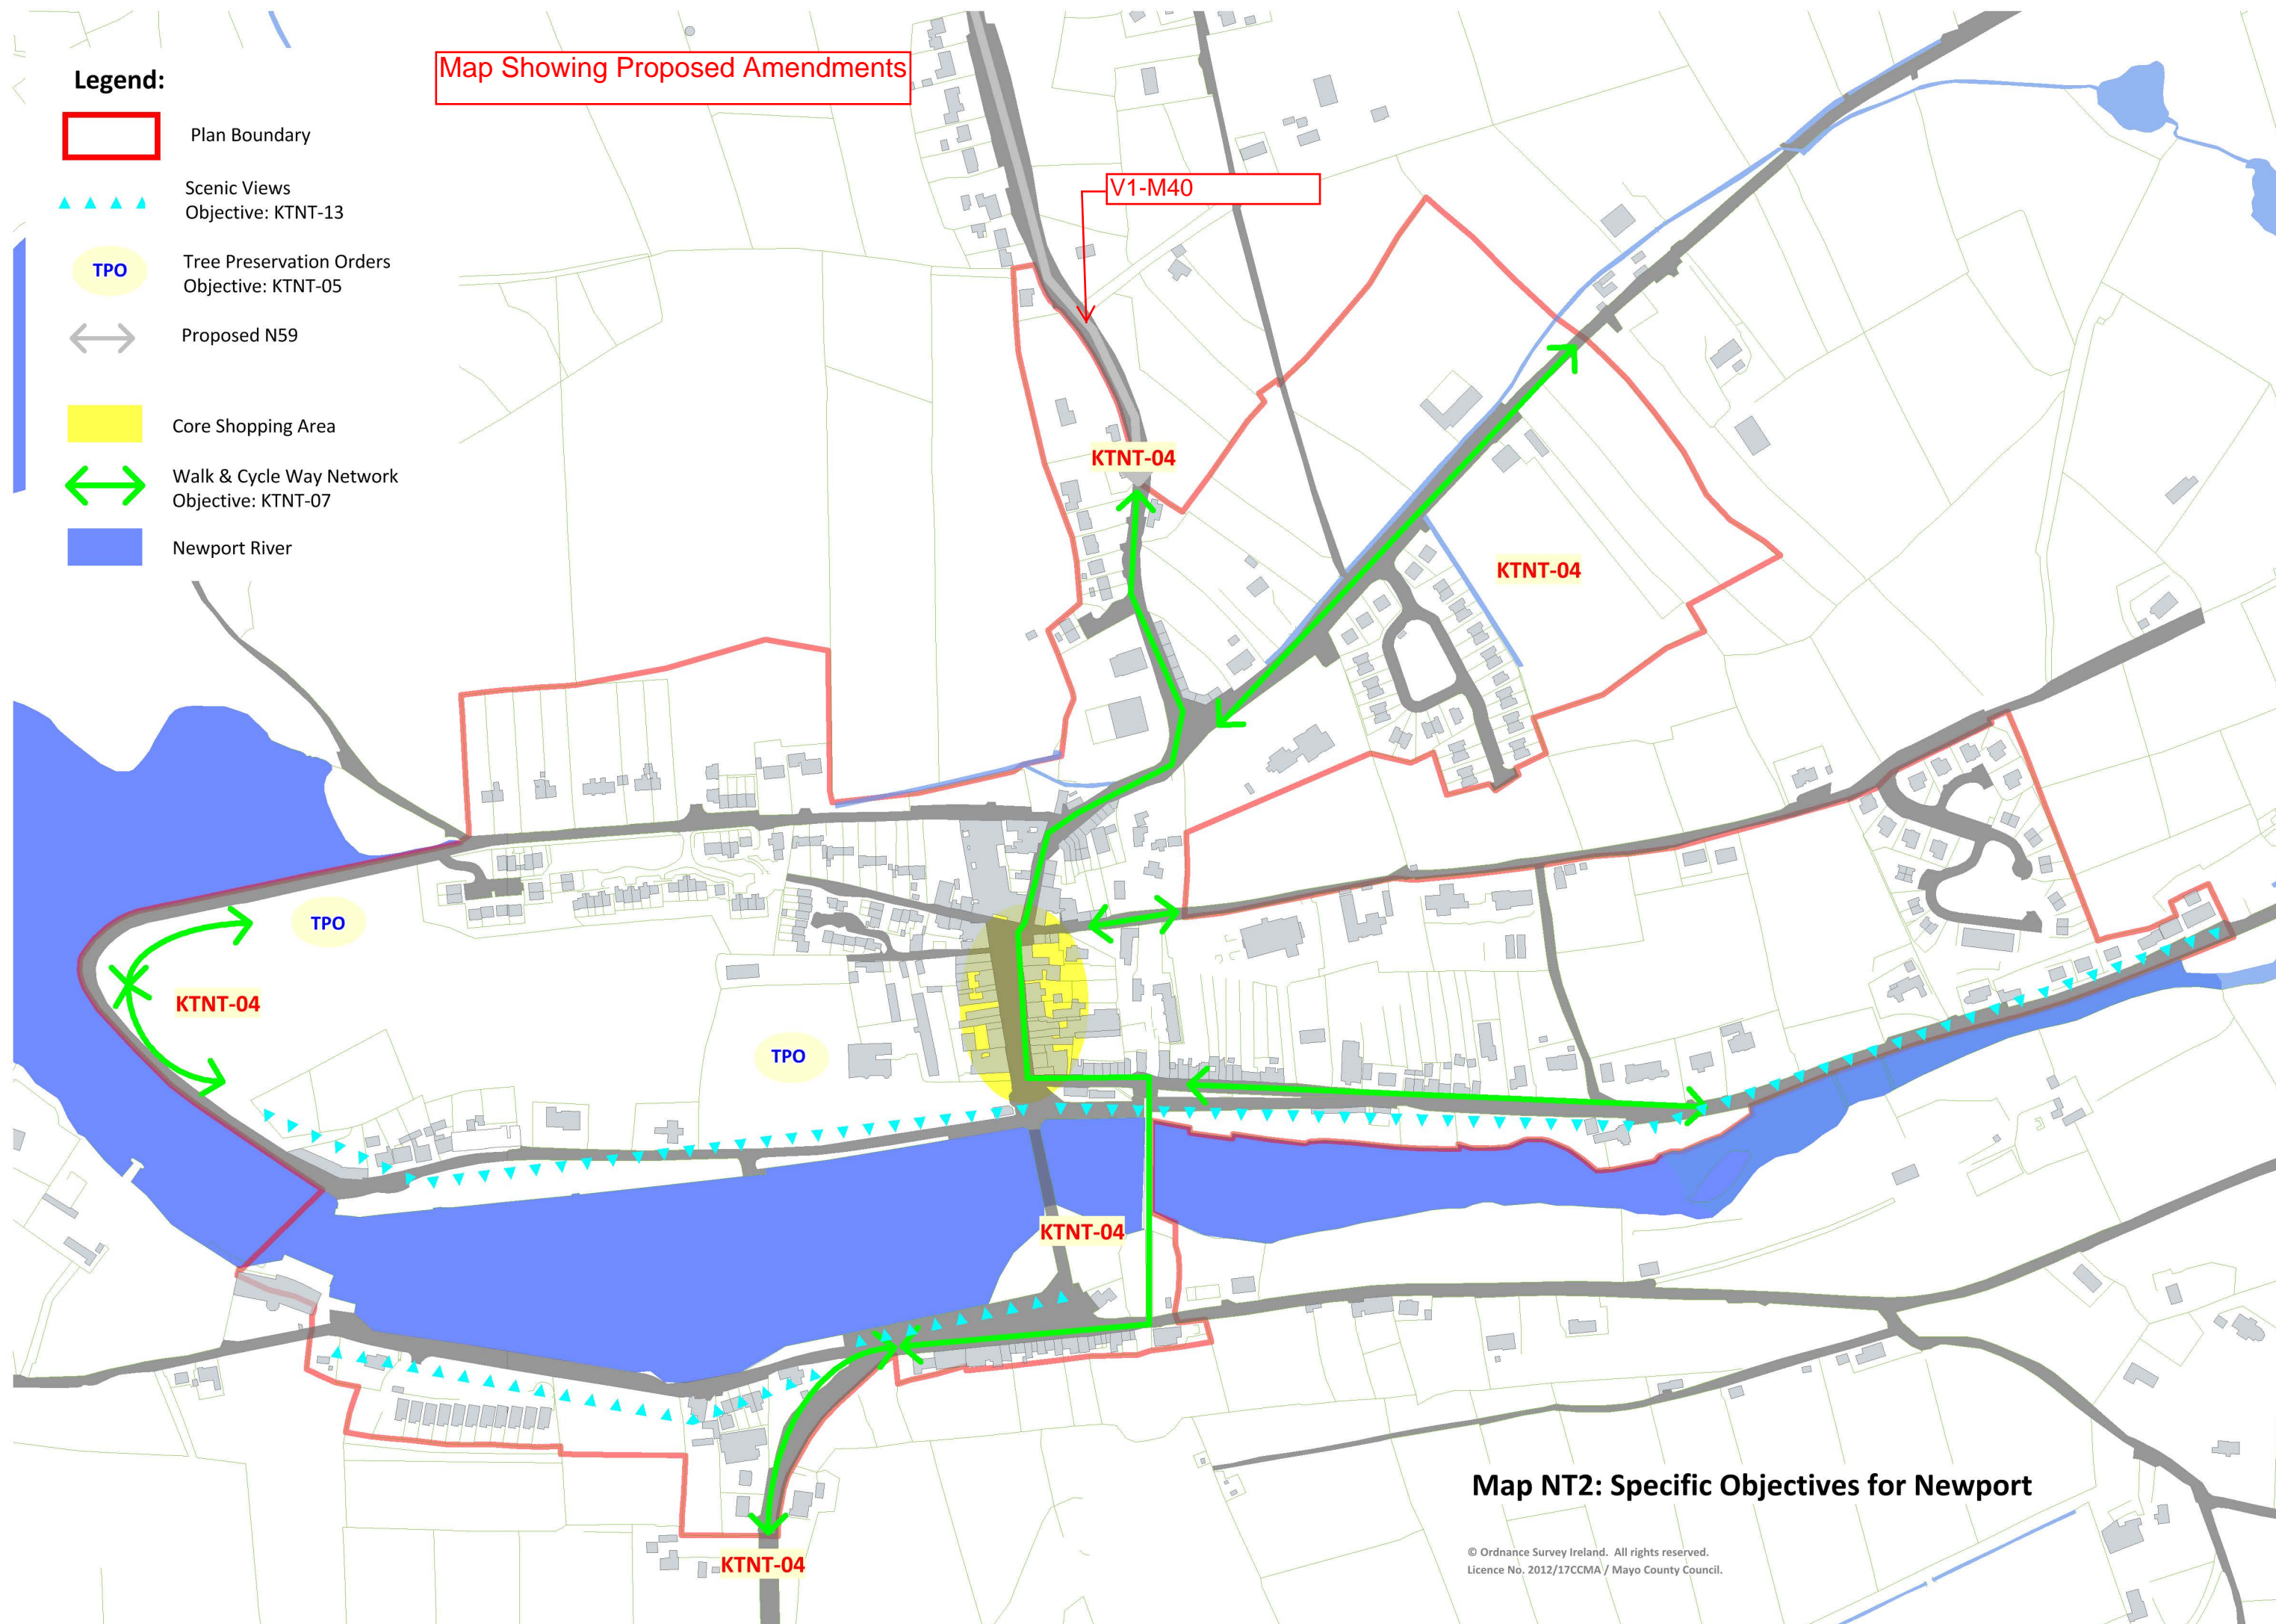 Legend:
Map Showing Proposed Amendments
Plan Boundary
Scenic Views
Objective: KTNT-13
TPO
Tree Preservation Orders
Objective: KTNT-05
Proposed N59
Core Shopping Area
Walk & Cycle Way Network
Objective: KTNT-07
Newport River
V1-M40
KTNT-04
KTNT-04
TPO
KTNT-04
TPO
KTNT-04
KTNT-04
Map NT2: Specific Objectives for Newport
© Ordnance Survey Ireland. All rights reserved.
Licence No. 2012/17CCMA / Mayo County Council.